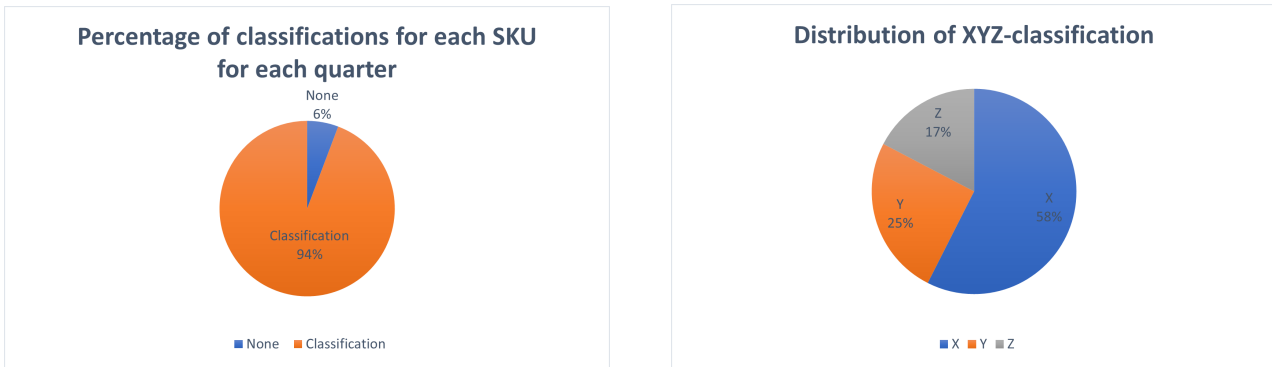 Percentage of classifications for each SKU
for each quarter
None
6%
Classification
94%
None Classification
Distribution of XYZ-classification
Z
17%
X
58%
Y
25%
X Y Z